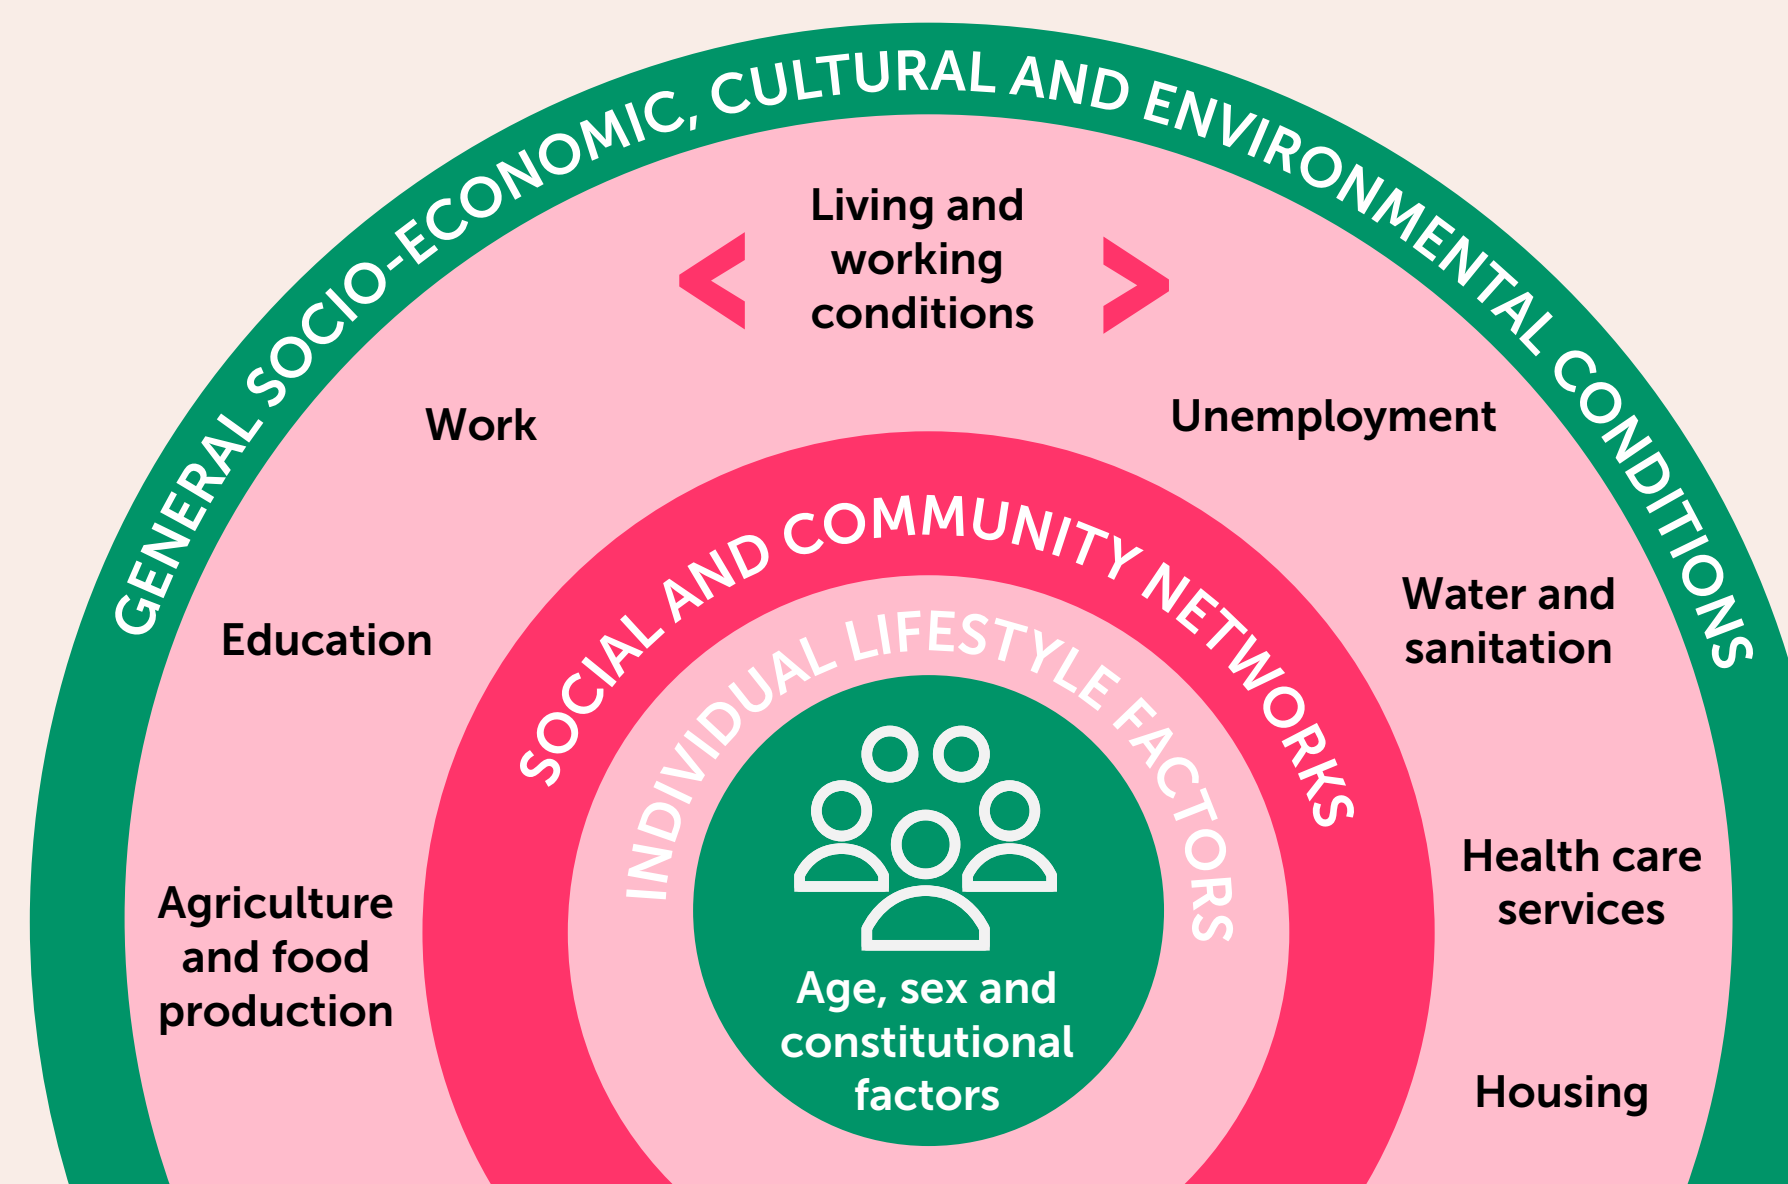 GENERAL SOCIO-ECONOMIC, CULTURAL AND ENVIRONMENTAL CONDITIONS
Living and
working
conditions
Work
Unemployment
Education
Water and
sanitation
Agriculture
and food
production
Health care
services
Housing
SOCIAL AND COMMUNITY NETWORKS
INDIVIDUAL LIFESTYLE FACTORS
Age, sex and
constitutional
factors